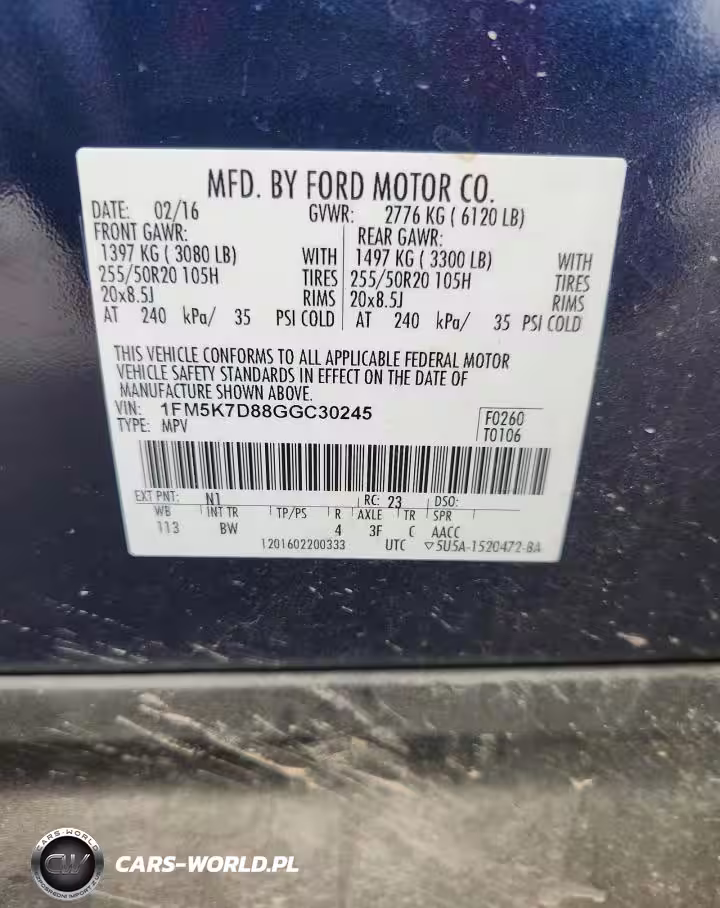 MFD. BY FORD MOTOR CO.
DATE: 02/16 GVWR: 2776 KG ( 6120 LB)
FRONT GAWR: REAR GAWR:
1397 KG ( 3080 LB) WITH 1497 KG ( 3300 LB) WITH
255/50R20 105H TIRES 255/50R20 105H TIRES
20x8.5J RIMS 20x8.5J RIMS
AT 240 kPa/ 35 PSI COLD AT 240 kPa/ 35 PSI COLD
THIS VEHICLE CONFORMS TO ALL APPLICABLE FEDERAL MOTOR
VEHICLE SAFETY STANDARDS IN EFFECT ON THE DATE OF
MANUFACTURE SHOWN ABOVE.
VIN: 1FM5K7D88GGC30245 F0260
TYPE: MPV T0106
EXT PNT: N1 RC: 23 DSO:
WB INT TR TP/PS R AXLE TR SPR
113 BW 4 3F C AACC
1201602200333 UTC ▽5U5A-1520472-BA
CARS-WORLD
CW
CARS-WORLD.PL